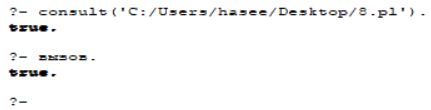 ?- consult('C:/Users/hasee/Desktop/8.pl').
true.
?- вызов.
true.
?-